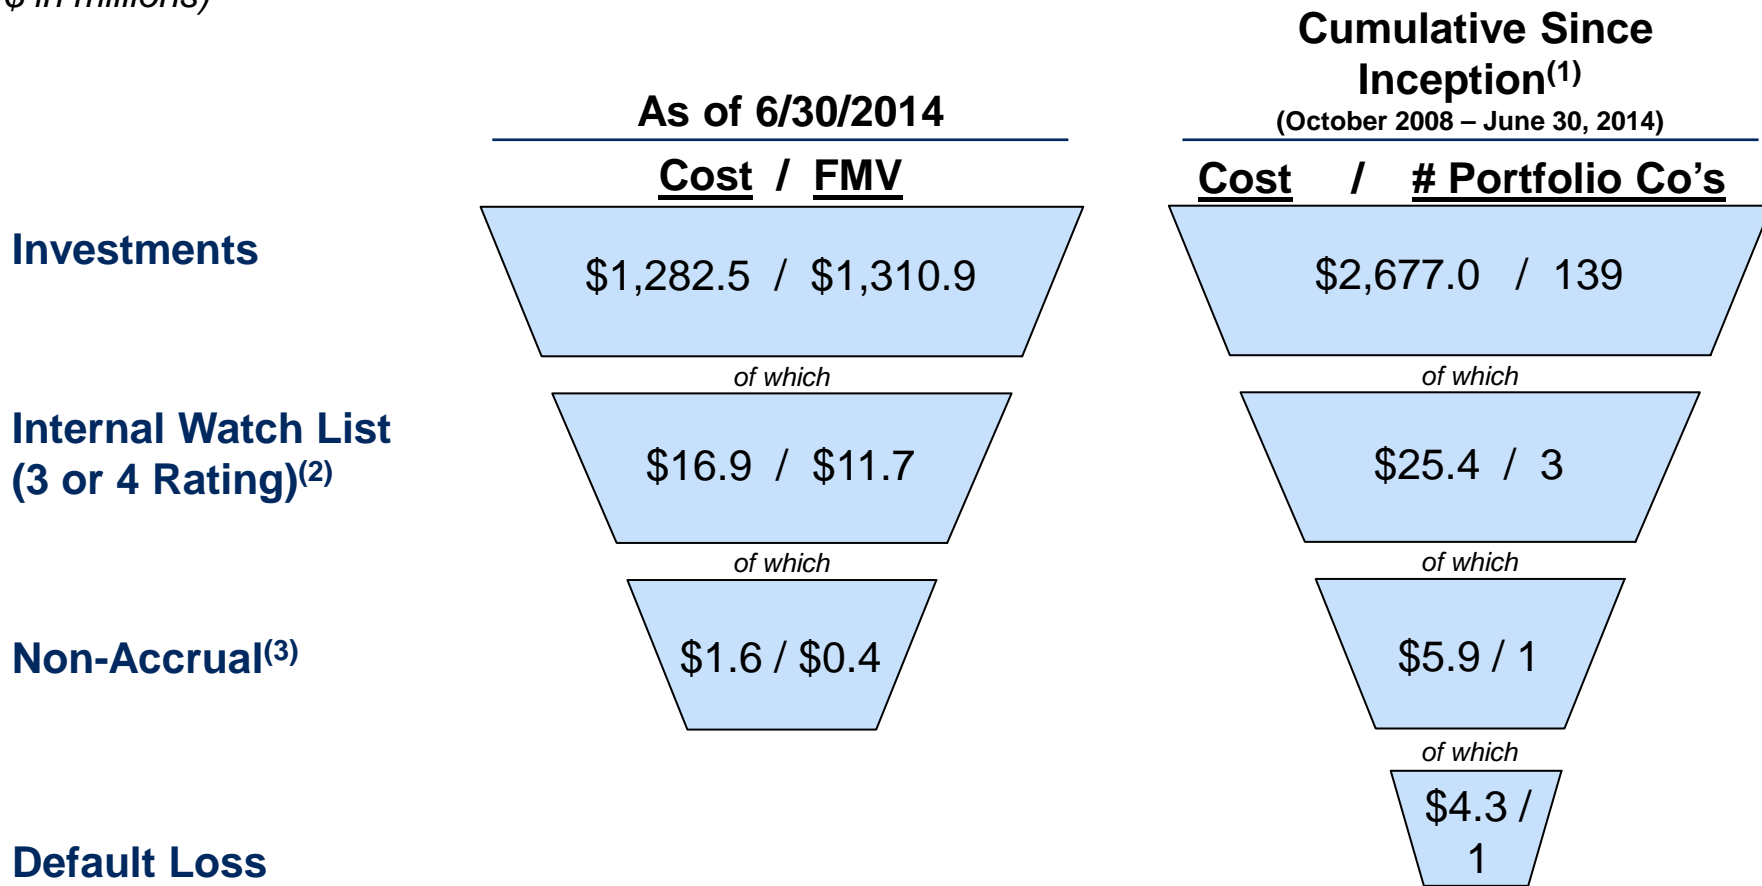 $ in millions)
Cumulative Since
Inception(1)
(October 2008 – June 30, 2014)
As of 6/30/2014
Cost / FMV
Cost / # Portfolio Co's
Investments
$1,282.5 / $1,310.9
$2,677.0 / 139
of which
of which
Internal Watch List
(3 or 4 Rating)(2)
$16.9 / $11.7
$25.4 / 3
of which
of which
Non-Accrual(3)
$1.6 / $0.4
$5.9 / 1
of which
$4.3 /
1
Default Loss